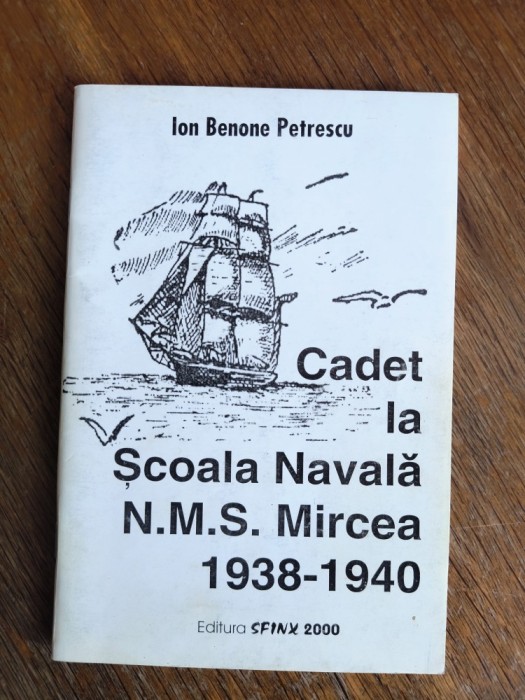 Ion Benone Petrescu
Cadet
la
Școala Navală
N.M.S. Mircea
1938-1940
Editura SFINX 2000